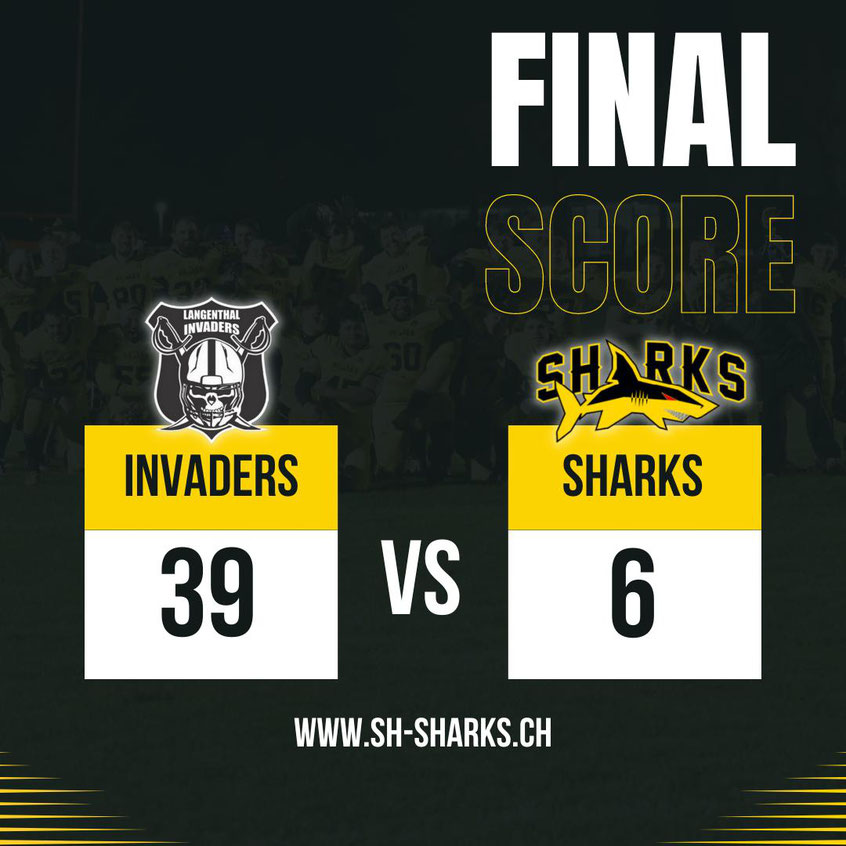 FINAL
SCORE
LANGENTHAL
INVADERS
SHARKS
INVADERS
SHARKS
39
VS
6
WWW.SH-SHARKS.CH